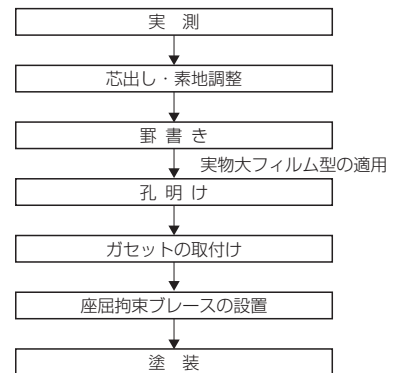 実 測
芯出し・素地調整
罫 書 き
実物大フィルム型の適用
孔 明 け
ガセットの取付け
座屈拘束ブレースの設置
塗 装